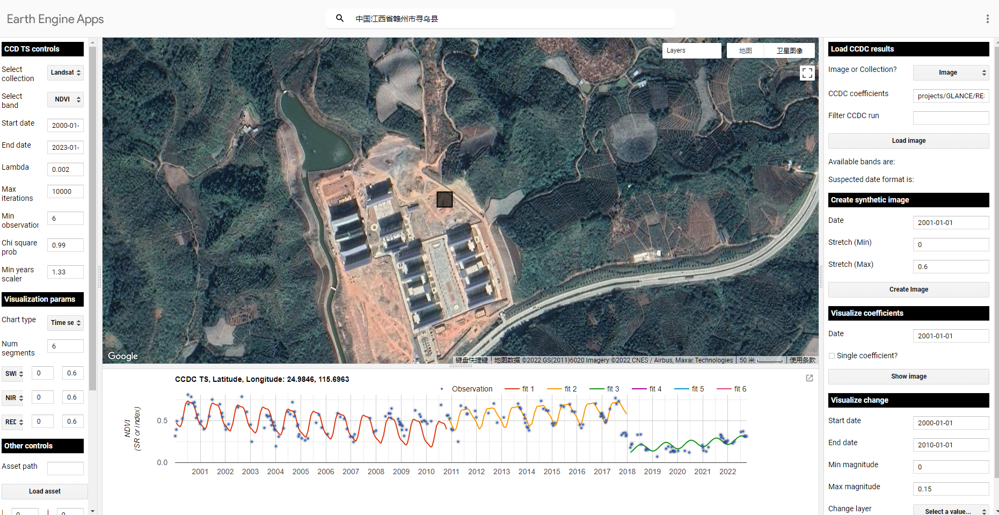 Earth Engine Apps
中国江西省赣州市寻乌县
CCD TS controls
Select collection
Landsat
Select band
NDVI
Start date
2000-01-
End date
2023-01-
Lambda
0.002
Max iterations
10000
Min observation
6
Chi square prob
0.99
Min years scaler
1.33
Visualization params
Chart type
Time se
Num segments
6
SWI
0
0.6
NIR
0
0.6
RED
0
0.6
Other controls
Asset path
Load asset
Layers
地图
卫星图像
Google
键盘快捷键
地图数据 ©2022 GS(2011)6020 Imagery ©2022 CNES / Airbus, Maxar Technologies
50 米
使用条款
CCDC TS, Latitude, Longitude: 24.9846, 115.6963
Observation
fit 1
fit 2
fit 3
fit 4
fit 5
fit 6
NDVI
(SR or index)
0.5
0.0
2001
2002
2003
2004
2005
2006
2007
2008
2009
2010
2011
2012
2013
2014
2015
2016
2017
2018
2019
2020
2021
2022
Load CCDC results
Image or Collection?
Image
CCDC coefficients
projects/GLANCE/RE
Filter CCDC run
Load image
Available bands are:
Suspected date format is:
Create synthetic image
Date
2001-01-01
Stretch (Min)
0
Stretch (Max)
0.6
Create Image
Visualize coefficients
Date
2001-01-01
Single coefficient?
Show image
Visualize change
Start date
2000-01-01
End date
2010-01-01
Min magnitude
0
Max magnitude
0.15
Change layer
Select a value...